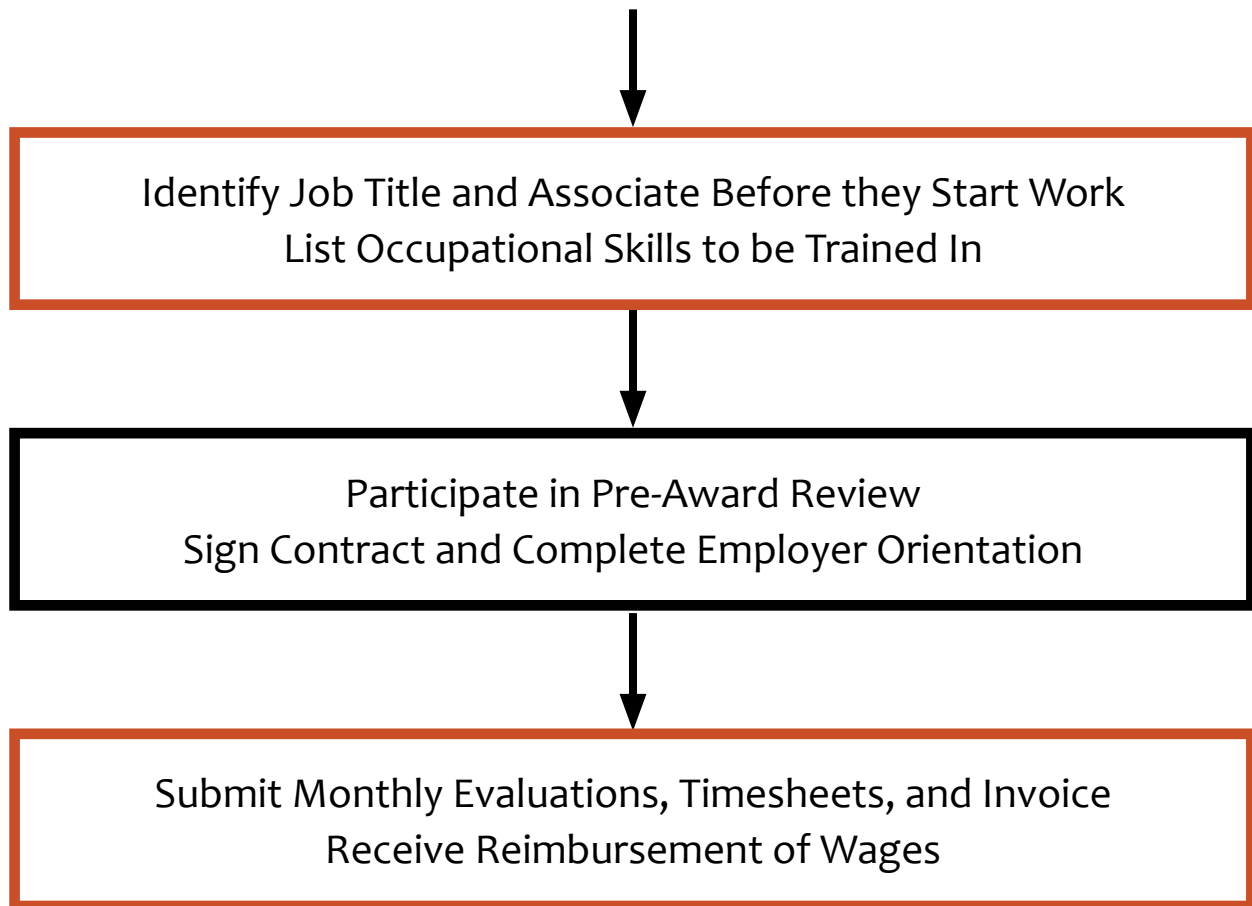 Identify Job Title and Associate Before they Start Work
List Occupational Skills to be Trained In
Participate in Pre-Award Review
Sign Contract and Complete Employer Orientation
Submit Monthly Evaluations, Timesheets, and Invoice
Receive Reimbursement of Wages